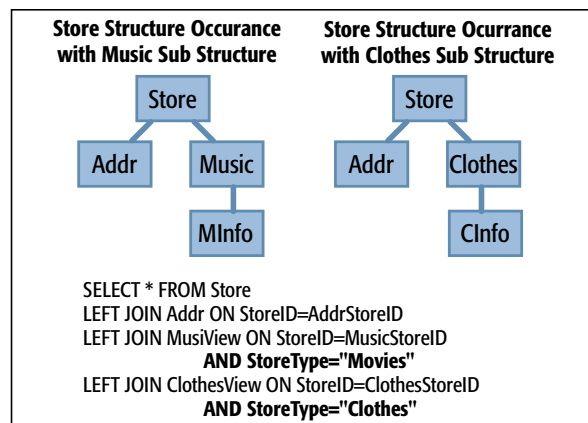 Store Structure Occurance
with Music Sub Structure
Store
Addr
Music
MInfo
Store Structure Ocurrance
with Clothes Sub Structure
Store
Addr
Clothes
CInfo
SELECT * FROM Store
LEFT JOIN Addr ON StoreID=AddrStoreID
LEFT JOIN MusiView ON StoreID=MusicStoreID
AND StoreType="Movies"
LEFT JOIN ClothesView ON StoreID=ClothesStoreID
AND StoreType="Clothes"